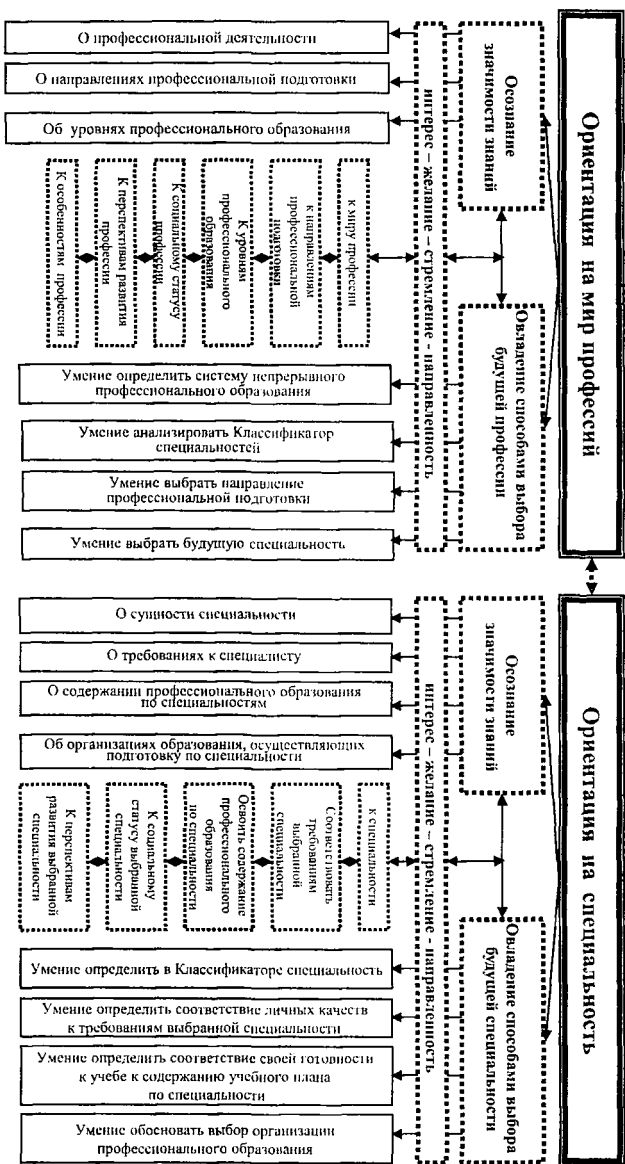 Ориентация на мир профессий
Осознание
значимости знаний
Овладение способами выбора
будущей профессии
интерес – желание – стремление - направленность
О профессиональной деятельности
О направлениях профессиональной подготовки
Об уровнях профессионального образования
к миру профессии
к направлениям
профессиональной
подготовки
К уровням
профессионального
образования
К социальному статусу
профессии
К перспективам развития
профессии
К особенностям профессии
Умение определить систему непрерывного
профессионального образования
Умение анализировать Классификатор
специальностей
Умение выбрать направление
профессиональной подготовки
Умение выбрать будущую специальность
Ориентация на специальность
Осознание
значимости знаний
Овладение способами выбора
будущей специальности
интерес – желание – стремление - направленность
О сущности специальности
О требованиях к специалисту
О содержании профессионального образования
по специальностям
Об организациях образования, осуществляющих
подготовку по специальности
к специальности
Соответствовать
требованиям
выбранной
специальности
Освоить содержание
профессионального
образования
по специальности
К социальному
статусу выбранной
специальности
К перспективам
развития выбранной
специальности
Умение определить в Классификаторе специальность
Умение определить соответствие личных качеств
к требованиям выбранной специальности
Умение определить соответствие своей готовности
к учебе к содержанию учебного плана
по специальности
Умение обосновать выбор организации
профессионального образования